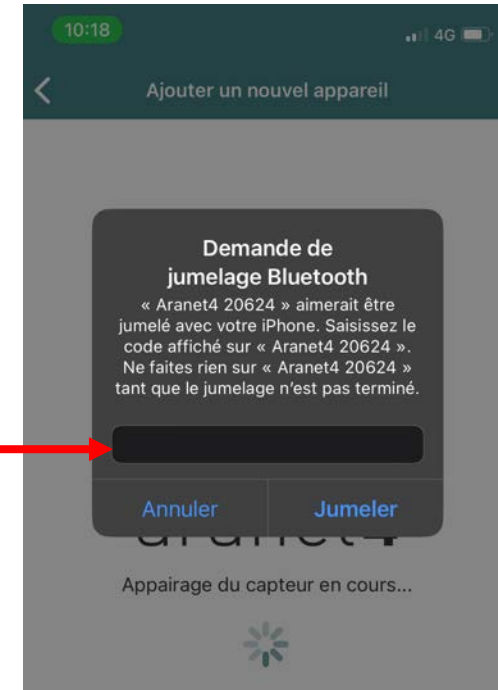 10:18
4G
Ajouter un nouvel appareil
Demande de
jumelage Bluetooth
« Aranet4 20624 » aimerait être
jumelé avec votre iPhone. Saisissez le
code affiché sur « Aranet4 20624 ».
Ne faites rien sur « Aranet4 20624 »
tant que le jumelage n'est pas terminé.
Annuler
Jumeler
aranet4
Appairage du capteur en cours...